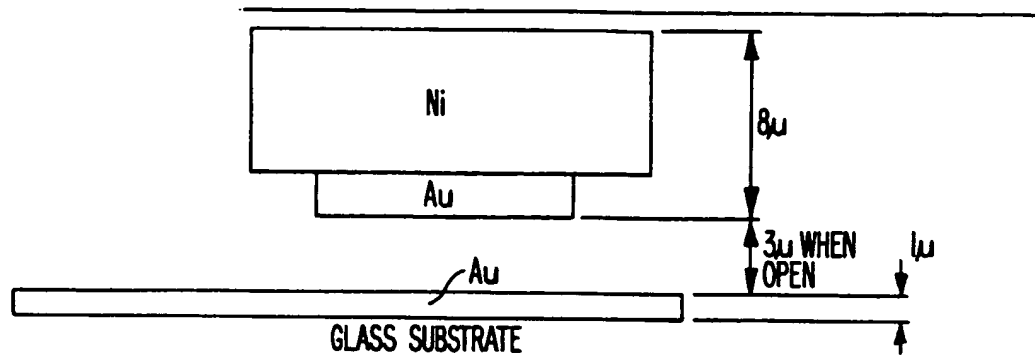 Ni
8μ
Au
3μ WHEN
OPEN
1μ
Au
GLASS SUBSTRATE